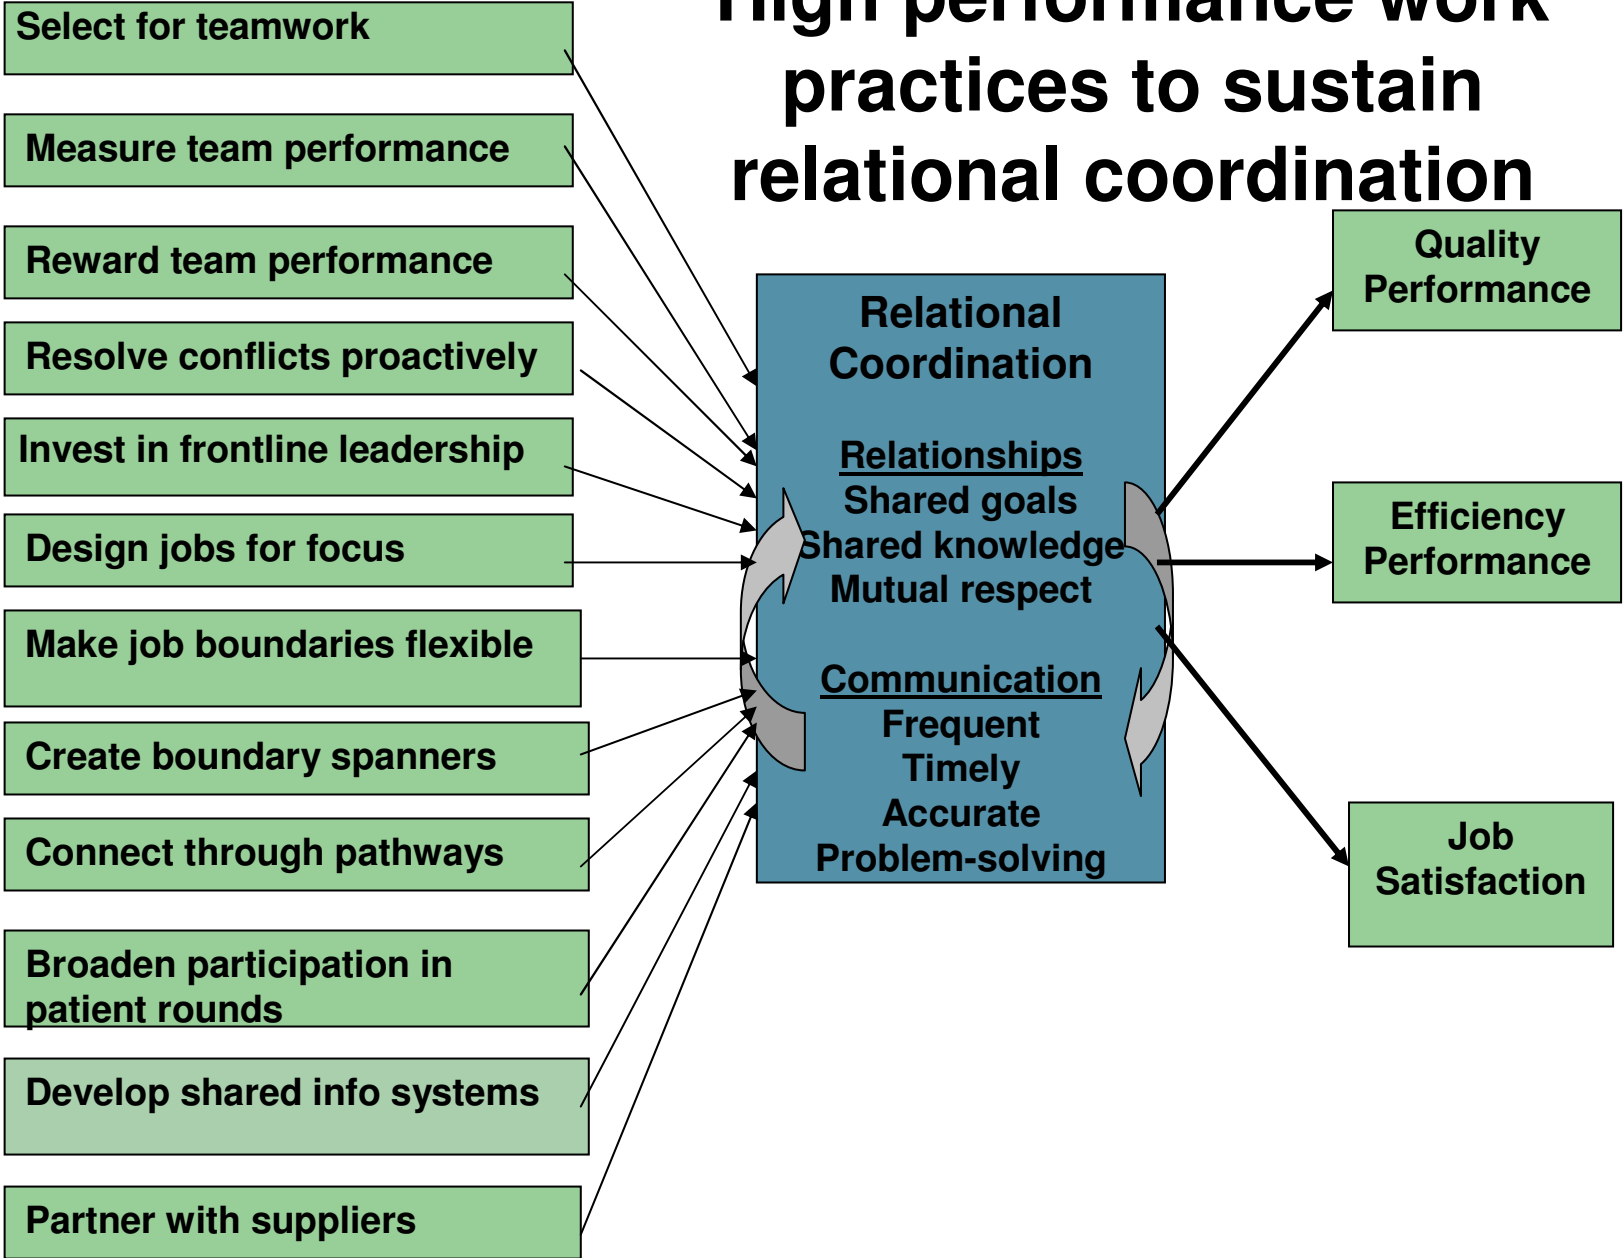 High performance work
practices to sustain
relational coordination
Select for teamwork
Measure team performance
Reward team performance
Resolve conflicts proactively
Invest in frontline leadership
Design jobs for focus
Make job boundaries flexible
Create boundary spanners
Connect through pathways
Broaden participation in
patient rounds
Develop shared info systems
Partner with suppliers
Relational
Coordination
Relationships
Shared goals
Shared knowledge
Mutual respect
Communication
Frequent
Timely
Accurate
Problem-solving
Quality
Performance
Efficiency
Performance
Job
Satisfaction